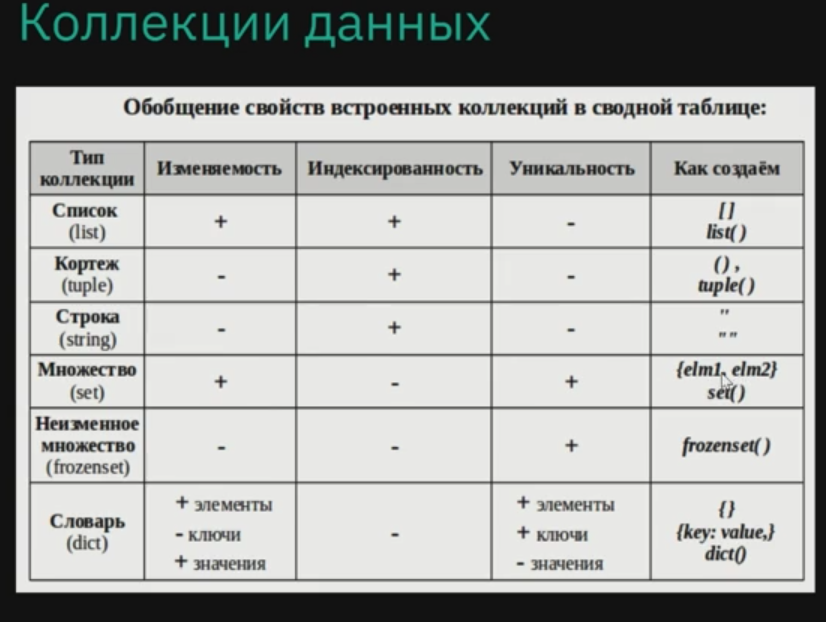 Коллекции данных
Обобщение свойств встроенных коллекций в сводной таблице:
Тип коллекции Изменяемость Индексированность Уникальность Как создаём
Список (list) + + - [ ] list( )
Кортеж (tuple) - + - ( ) , tuple( )
Строка (string) - + - '' ""
Множество (set) + - + {elm1, elm2} set( )
Неизменное множество (frozenset) - - + frozenset( )
Словарь (dict) + элементы - ключи + значения - + элементы + ключи - значения { } {key: value,} dict()